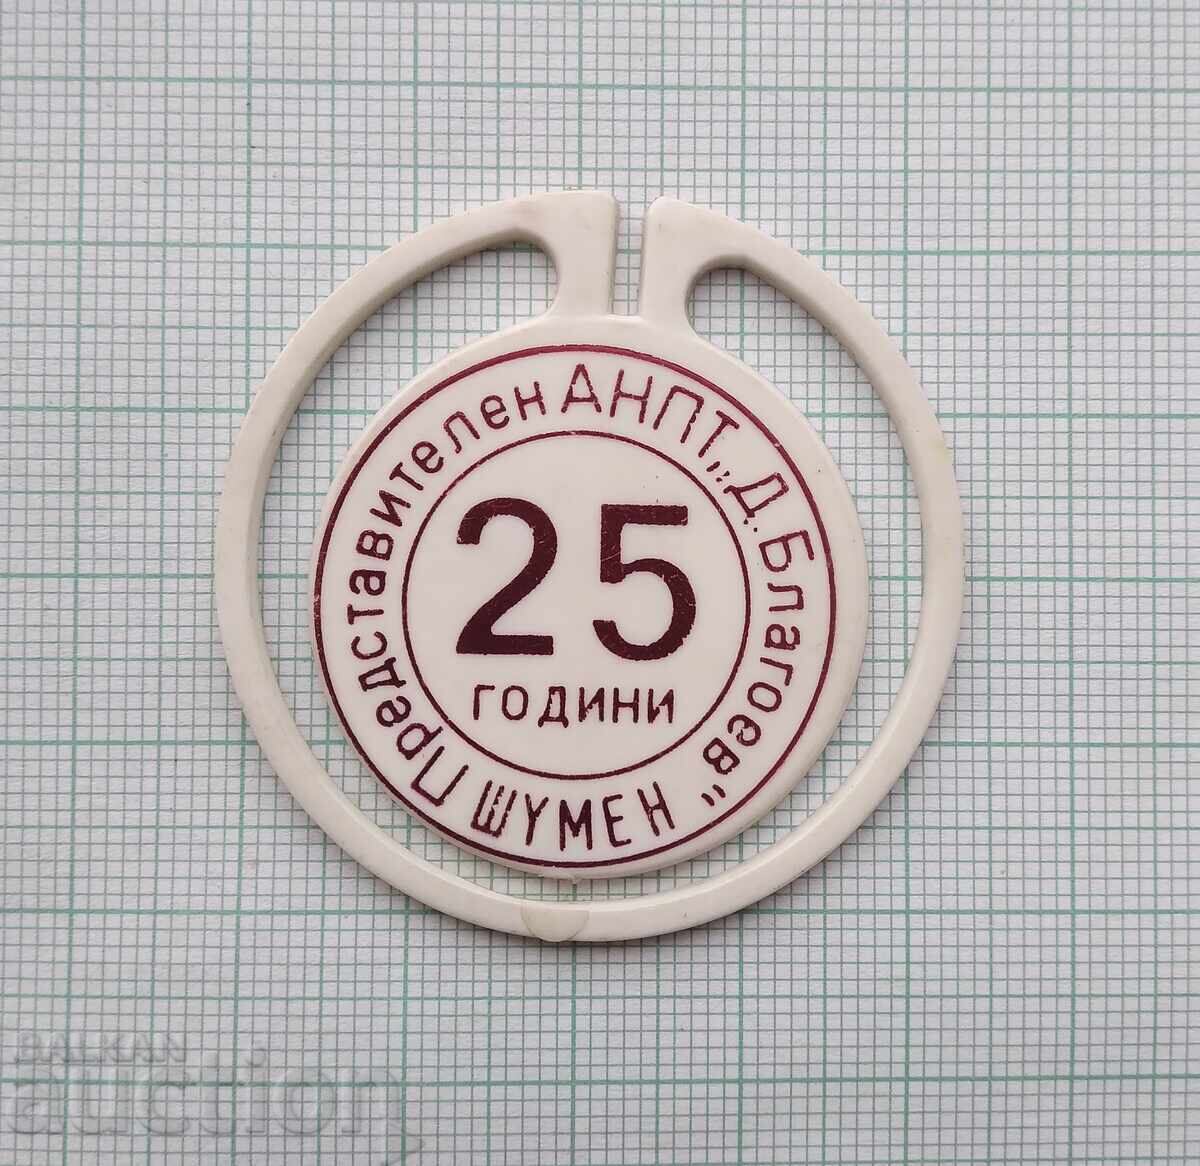 Представителен АНПТ „Д. Благоев"
ШУМЕН
25
ГОДИНИ
BALKAN
auction